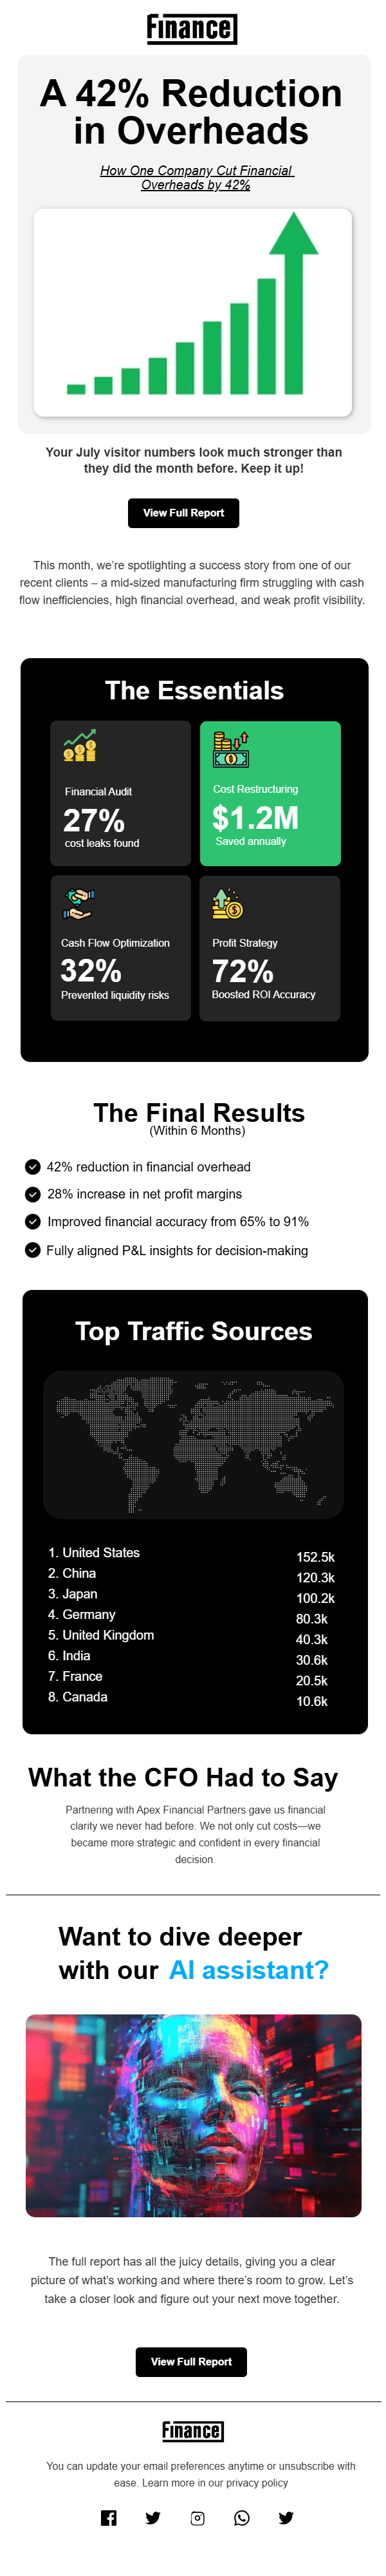 Finance
A 42% Reduction
in Overheads
How One Company Cut Financial
Overheads by 42%
Your July visitor numbers look much stronger than
they did the month before. Keep it up!
View Full Report
This month, we're spotlighting a success story from one of our
recent clients – a mid-sized manufacturing firm struggling with cash
flow inefficiencies, high financial overhead, and weak profit visibility.
The Essentials
Financial Audit
27%
cost leaks found
Cost Restructuring
$1.2M
Saved annually
Cash Flow Optimization
32%
Prevented liquidity risks
Profit Strategy
72%
Boosted ROI Accuracy
The Final Results
(Within 6 Months)
42% reduction in financial overhead
28% increase in net profit margins
Improved financial accuracy from 65% to 91%
Fully aligned P&L insights for decision-making
Top Traffic Sources
1. United States 152.5k
2. China 120.3k
3. Japan 100.2k
4. Germany 80.3k
5. United Kingdom 40.3k
6. India 30.6k
7. France 20.5k
8. Canada 10.6k
What the CFO Had to Say
Partnering with Apex Financial Partners gave us financial
clarity we never had before. We not only cut costs—we
became more strategic and confident in every financial
decision.
Want to dive deeper
with our AI assistant?
The full report has all the juicy details, giving you a clear
picture of what's working and where there's room to grow. Let's
take a closer look and figure out your next move together.
View Full Report
Finance
You can update your email preferences anytime or unsubscribe with
ease. Learn more in our privacy policy